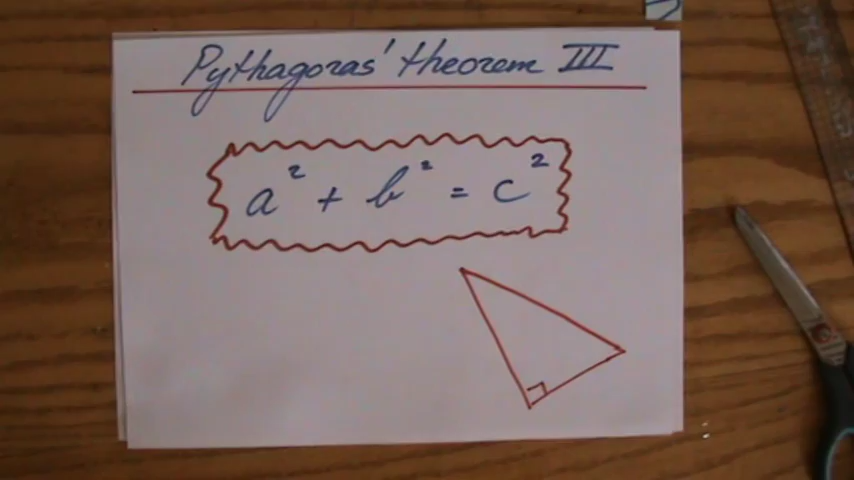 Pythagoras' theorem III
a² + b² = c²